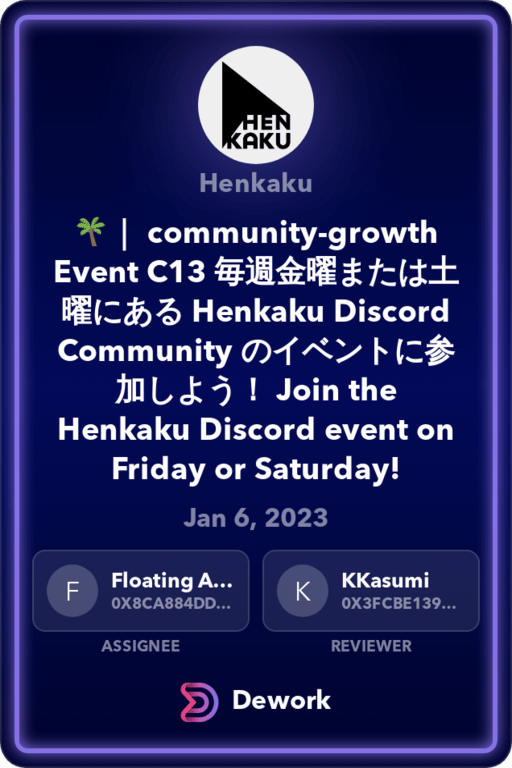 HEN
KAKU
Henkaku
🌴 | community-growth
Event C13 毎週金曜または土
曜にある Henkaku Discord
Community のイベントに参
加しよう！ Join the
Henkaku Discord event on
Friday or Saturday!
Jan 6, 2023
F
Floating A...
0X8CA884DD...
ASSIGNEE
K
KKasumi
0X3FCBE139...
REVIEWER
Dework